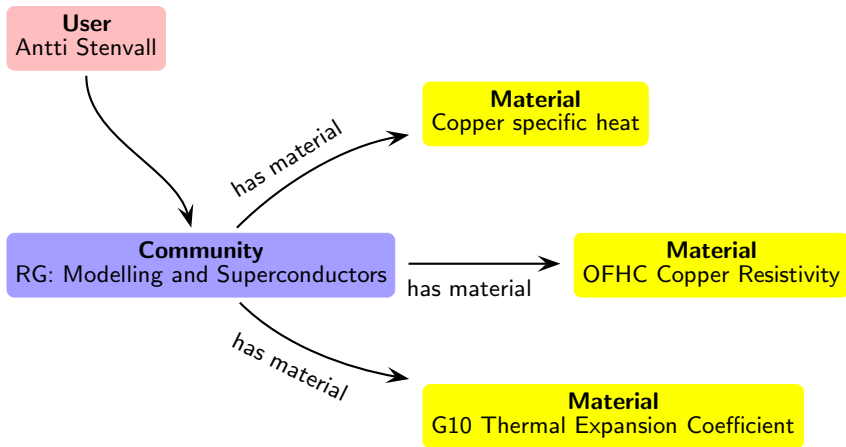 User
Antti Stenvall
Material
Copper specific heat
has material
Community
RG: Modelling and Superconductors
has material
Material
OFHC Copper Resistivity
has material
Material
G10 Thermal Expansion Coefficient